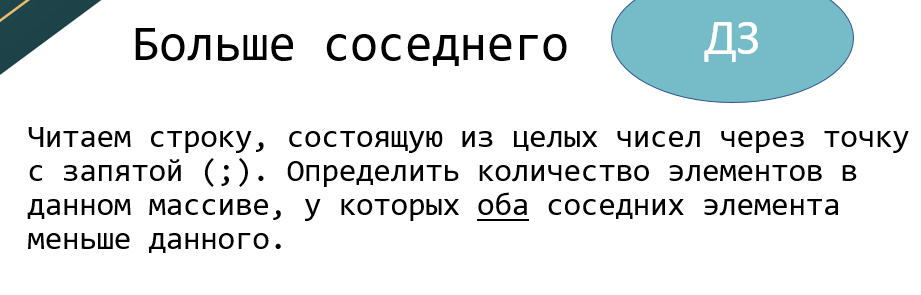 Больше соседнего
ДЗ
Читаем строку, состоящую из целых чисел через точку
с запятой (;). Определить количество элементов в
данном массиве, у которых оба соседних элемента
меньше данного.